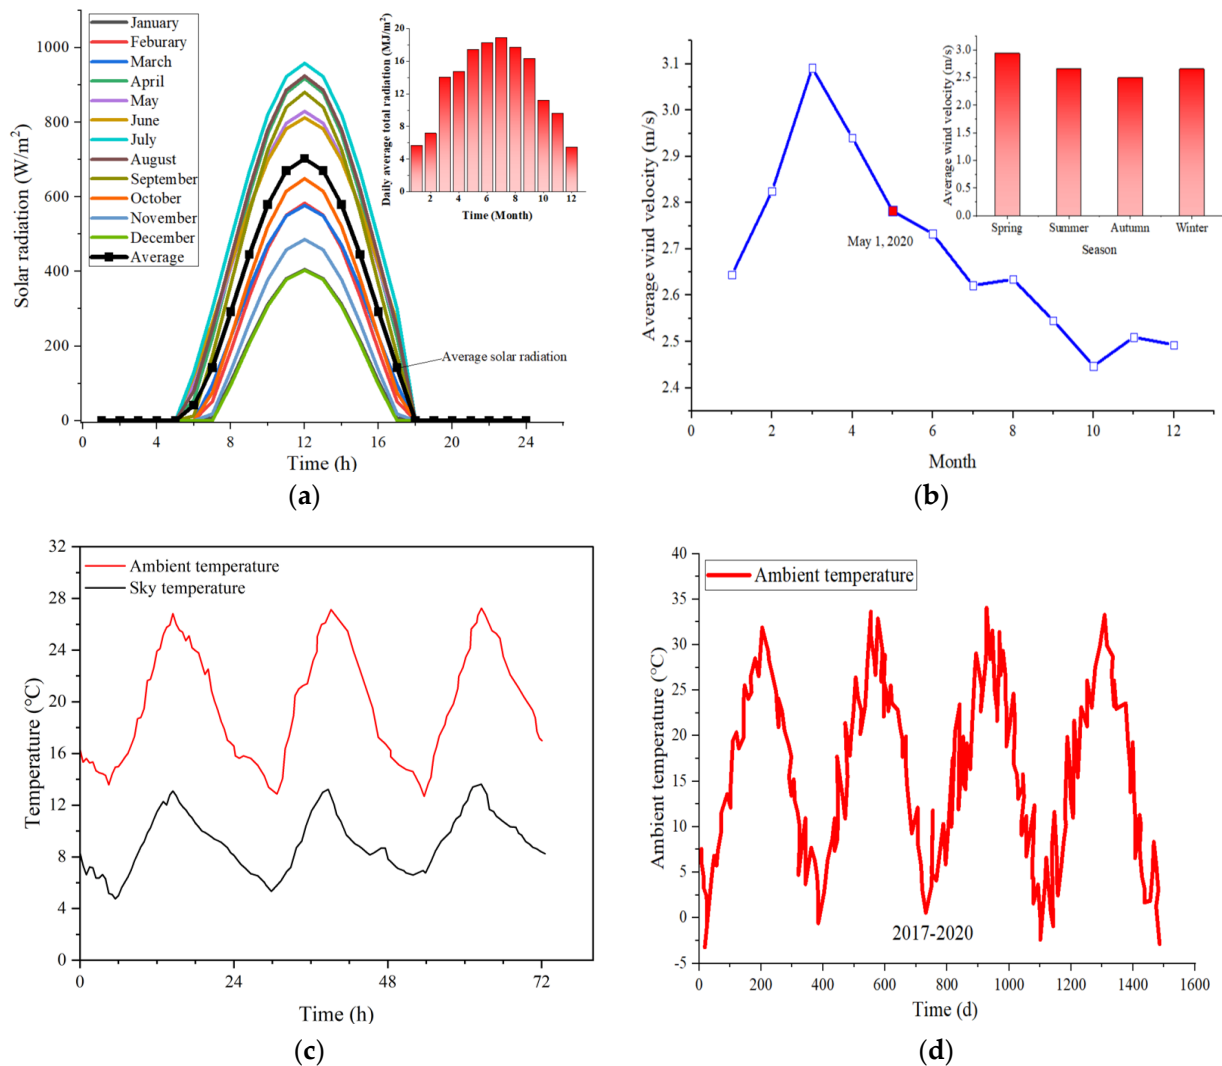 January
Feburary
March
April
May
June
July
August
September
October
November
December
Average
Solar radiation (W/m²)
1000
800
600
400
200
0
0 4 8 12 16 20 24
Time (h)
Average solar radiation
Daily average total radiation (MJ/m²)
20
16
12
8
4
0
2 4 6 8 10 12
Time (Month)
(a)
Average wind velocity (m/s)
3.1
3.0
2.9
2.8
2.7
2.6
2.5
2.4
0 2 4 6 8 10 12
Month
May 1, 2020
Average wind velocity (m/s)
3.0
2.5
2.0
1.5
1.0
0.5
0.0
Spring Summer Autumn Winter
Season
(b)
Temperature (°C)
32
28
24
20
16
12
8
4
0
0 24 48 72
Time (h)
Ambient temperature
Sky temperature
(c)
Ambient temperature (°C)
40
35
30
25
20
15
10
5
0
-5
0 200 400 600 800 1000 1200 1400 1600
Time (d)
Ambient temperature
2017-2020
(d)